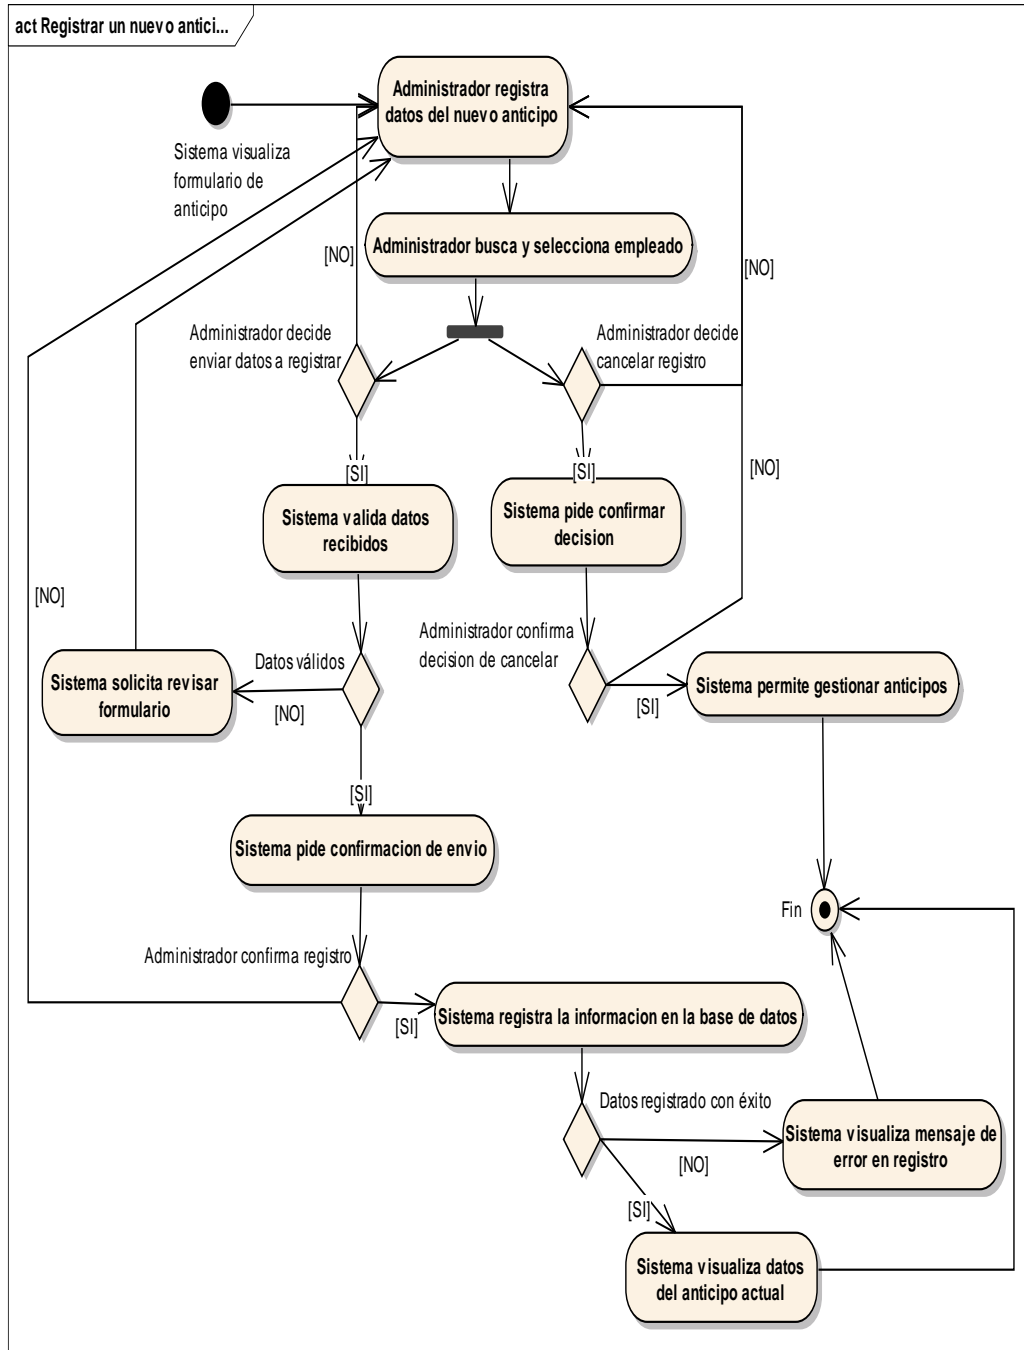 act Registrar un nuevo antici...
Administrador registra
datos del nuevo anticipo
Sistema visualiza
formulario de
anticipo
[NO]
Administrador busca y selecciona empleado
[NO]
Administrador decide
enviar datos a registrar
Administrador decide
cancelar registro
[SI]
[SI]
[NO]
Sistema valida datos
recibidos
Sistema pide confirmar
decision
[NO]
Administrador confirma
decision de cancelar
Datos válidos
Sistema solicita revisar
formulario
[NO]
[SI]
Sistema permite gestionar anticipos
[SI]
Sistema pide confirmacion de envio
Fin
Administrador confirma registro
[SI]
Sistema registra la informacion en la base de datos
Datos registrado con éxito
[NO]
Sistema visualiza mensaje de
error en registro
[SI]
Sistema visualiza datos
del anticipo actual